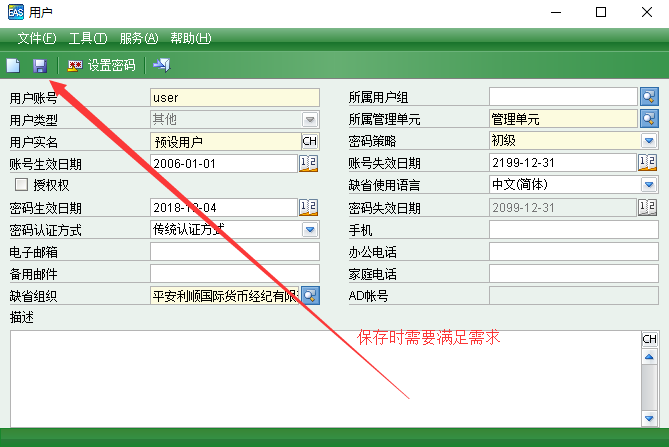 EAS 用户
文件(F) 工具(T) 服务(A) 帮助(H)
设置密码
用户账号 user 所属用户组
用户类型 其他 所属管理单元 管理单元
用户实名 预设用户 CH 密码策略 初级
账号生效日期 2006-01-01 12 账号失效日期 2199-12-31 12
授权权 缺省使用语言 中文(简体)
密码生效日期 2018-12-04 12 密码失效日期 2099-12-31 12
密码认证方式 传统认证方式 手机
电子邮箱 办公电话
备用邮件 家庭电话
缺省组织 平安利顺国际货币经纪有限 AD帐号
描述
保存时需要满足需求
CH